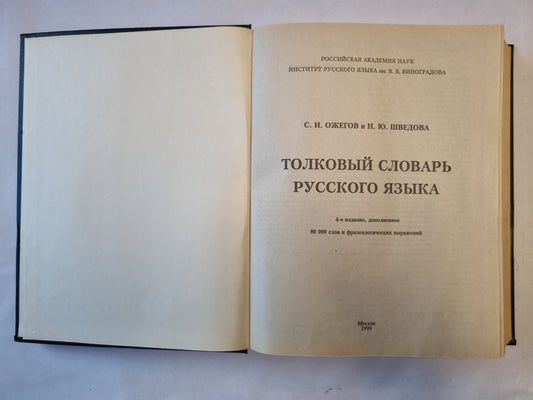 РОССИЙСКАЯ АКАДЕМИЯ НАУК
ИНСТИТУТ РУССКОГО ЯЗЫКА им. В. В. ВИНОГРАДОВА
С. И. ОЖЕГОВ и Н. Ю. ШВЕДОВА
ТОЛКОВЫЙ СЛОВАРЬ
РУССКОГО ЯЗЫКА
4-е издание, дополненное
80 000 слов и фразеологических выражений
Москва
1999